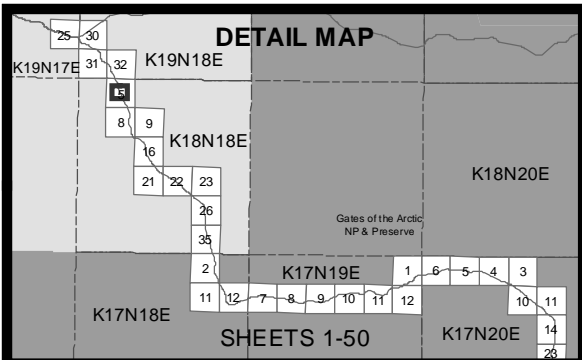 DETAIL MAP
25 30
K19N17E 31 32 K19N18E
5
8 9
K18N18E
16
21 22 23
K18N20E
26
Gates of the Arctic
NP & Preserve
35
2 K17N19E 1 6 5 4 3
11 12 7 8 9 10 11 12 10 11
K17N18E
14
SHEETS 1-50 K17N20E
23